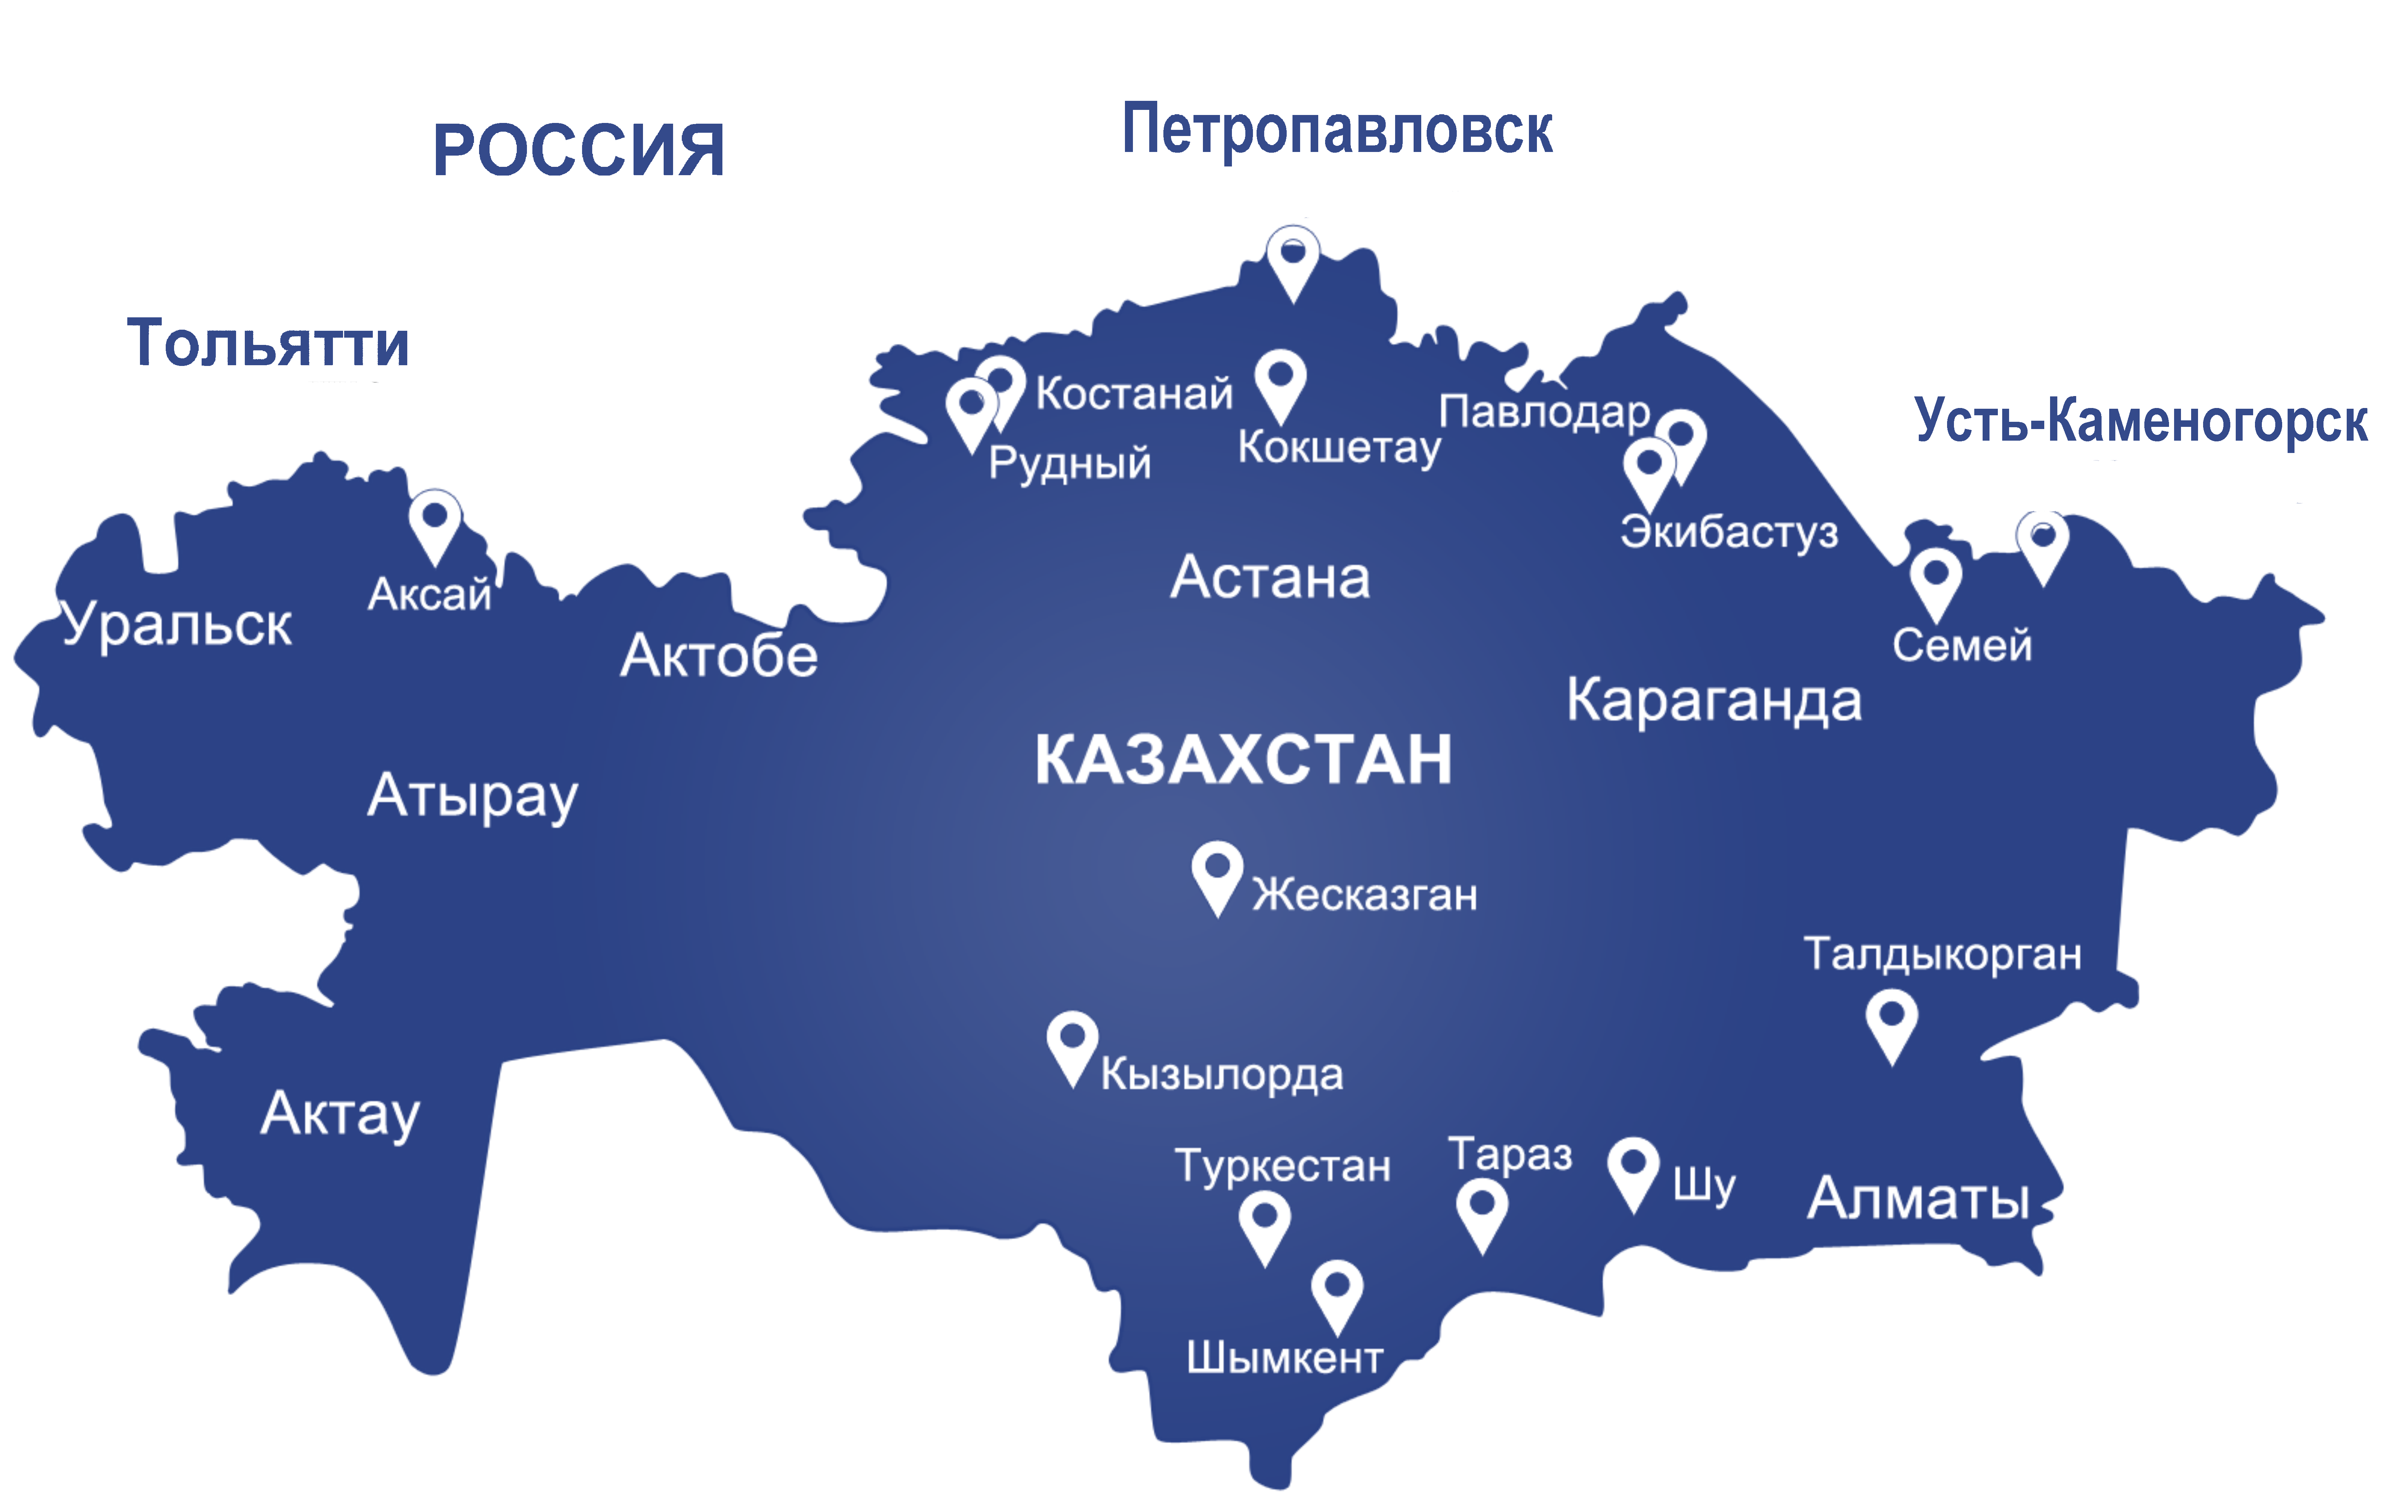 Петропавловск
РОССИЯ
Тольятти
Усть-Каменогорск
Костанай
Павлодар
Кокшетау
Рудный
Экибастуз
Астана
Аксай
Уральск
Семей
Актобе
Караганда
КАЗАХСТАН
Атырау
Жесказган
Талдыкорган
Кызылорда
Актау
Тараз
Туркестан
Шу
Алматы
Шымкент